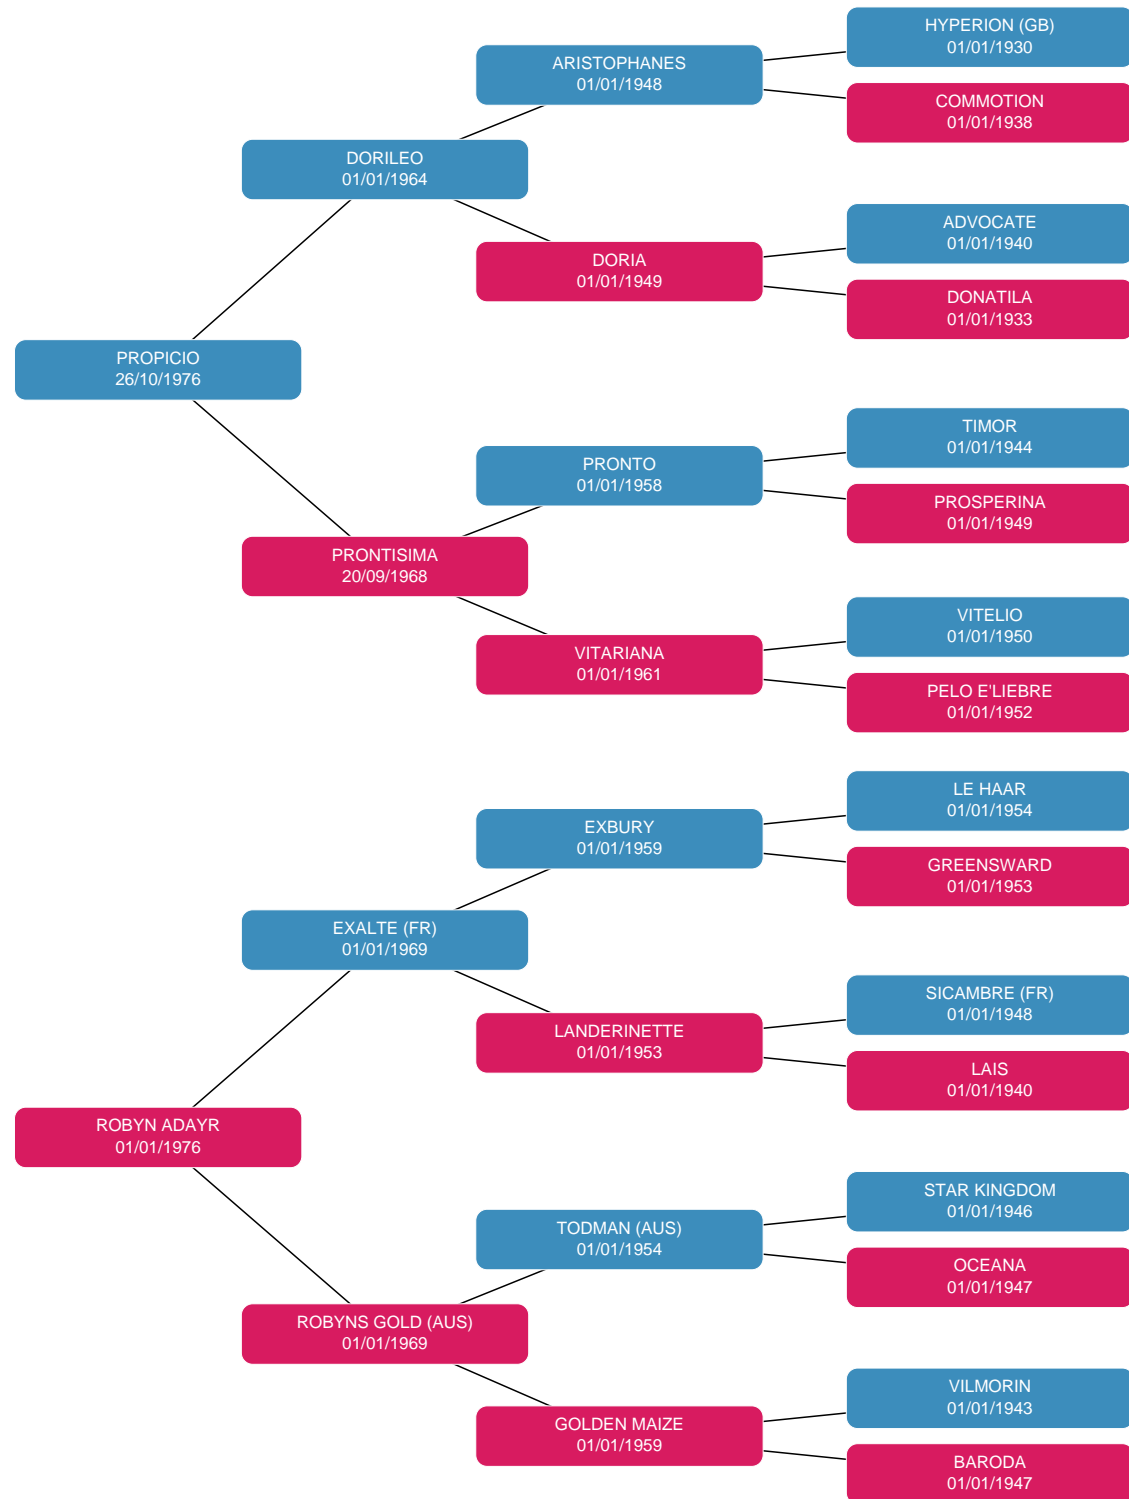 HYPERION (GB)
01/01/1930
ARISTOPHANES
01/01/1948
COMMOTION
01/01/1938
DORILEO
01/01/1964
ADVOCATE
01/01/1940
DORIA
01/01/1949
DONATILA
01/01/1933
PROPICIO
26/10/1976
TIMOR
01/01/1944
PRONTO
01/01/1958
PROSPERINA
01/01/1949
PRONTISIMA
20/09/1968
VITELIO
01/01/1950
VITARIANA
01/01/1961
PELO E'LIEBRE
01/01/1952
LE HAAR
01/01/1954
EXBURY
01/01/1959
GREENSWARD
01/01/1953
EXALTE (FR)
01/01/1969
SICAMBRE (FR)
01/01/1948
LANDERINETTE
01/01/1953
LAIS
01/01/1940
ROBYN ADAYR
01/01/1976
STAR KINGDOM
01/01/1946
TODMAN (AUS)
01/01/1954
OCEANA
01/01/1947
ROBYNS GOLD (AUS)
01/01/1969
VILMORIN
01/01/1943
GOLDEN MAIZE
01/01/1959
BARODA
01/01/1947